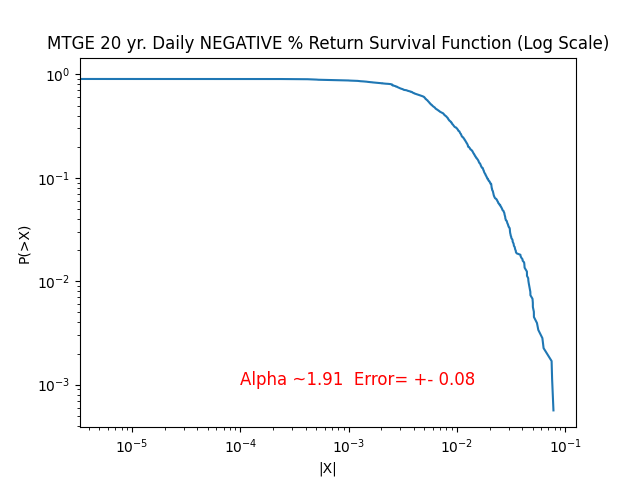 MTGE 20 yr. Daily NEGATIVE % Return Survival Function (Log Scale)
10⁰
10⁻¹
10⁻²
10⁻³
P(>X)
Alpha ~1.91  Error= +- 0.08
10⁻⁵ 10⁻⁴ 10⁻³ 10⁻² 10⁻¹
|X|